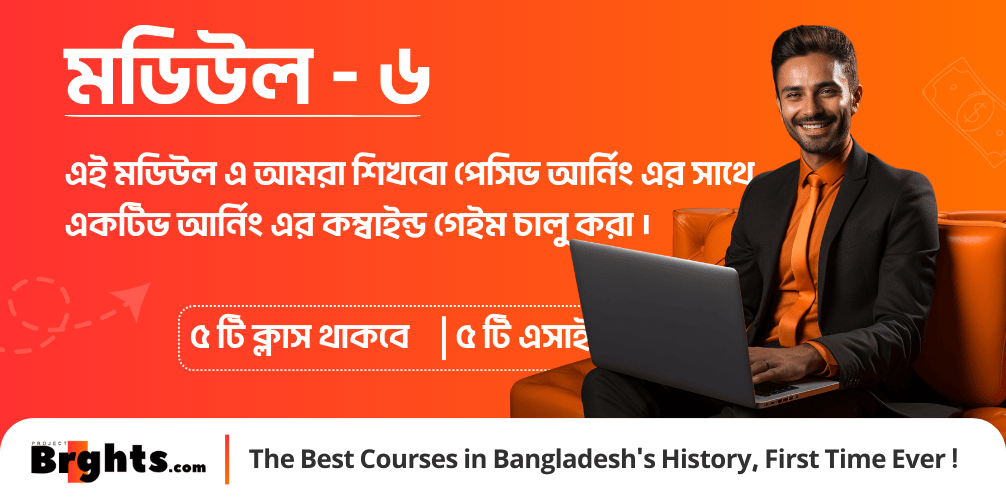 মডিউল - ৬
এই মডিউল এ আমরা শিখবো পেসিভ আর্নিং এর সাথে
একটিভ আর্নিং এর কম্বাইন্ড গেইম চালু করা ।
৫ টি ক্লাস থাকবে | ৫ টি
PROJECT
Brghts.com
The Best Courses in Bangladesh's History, First Time Ever !